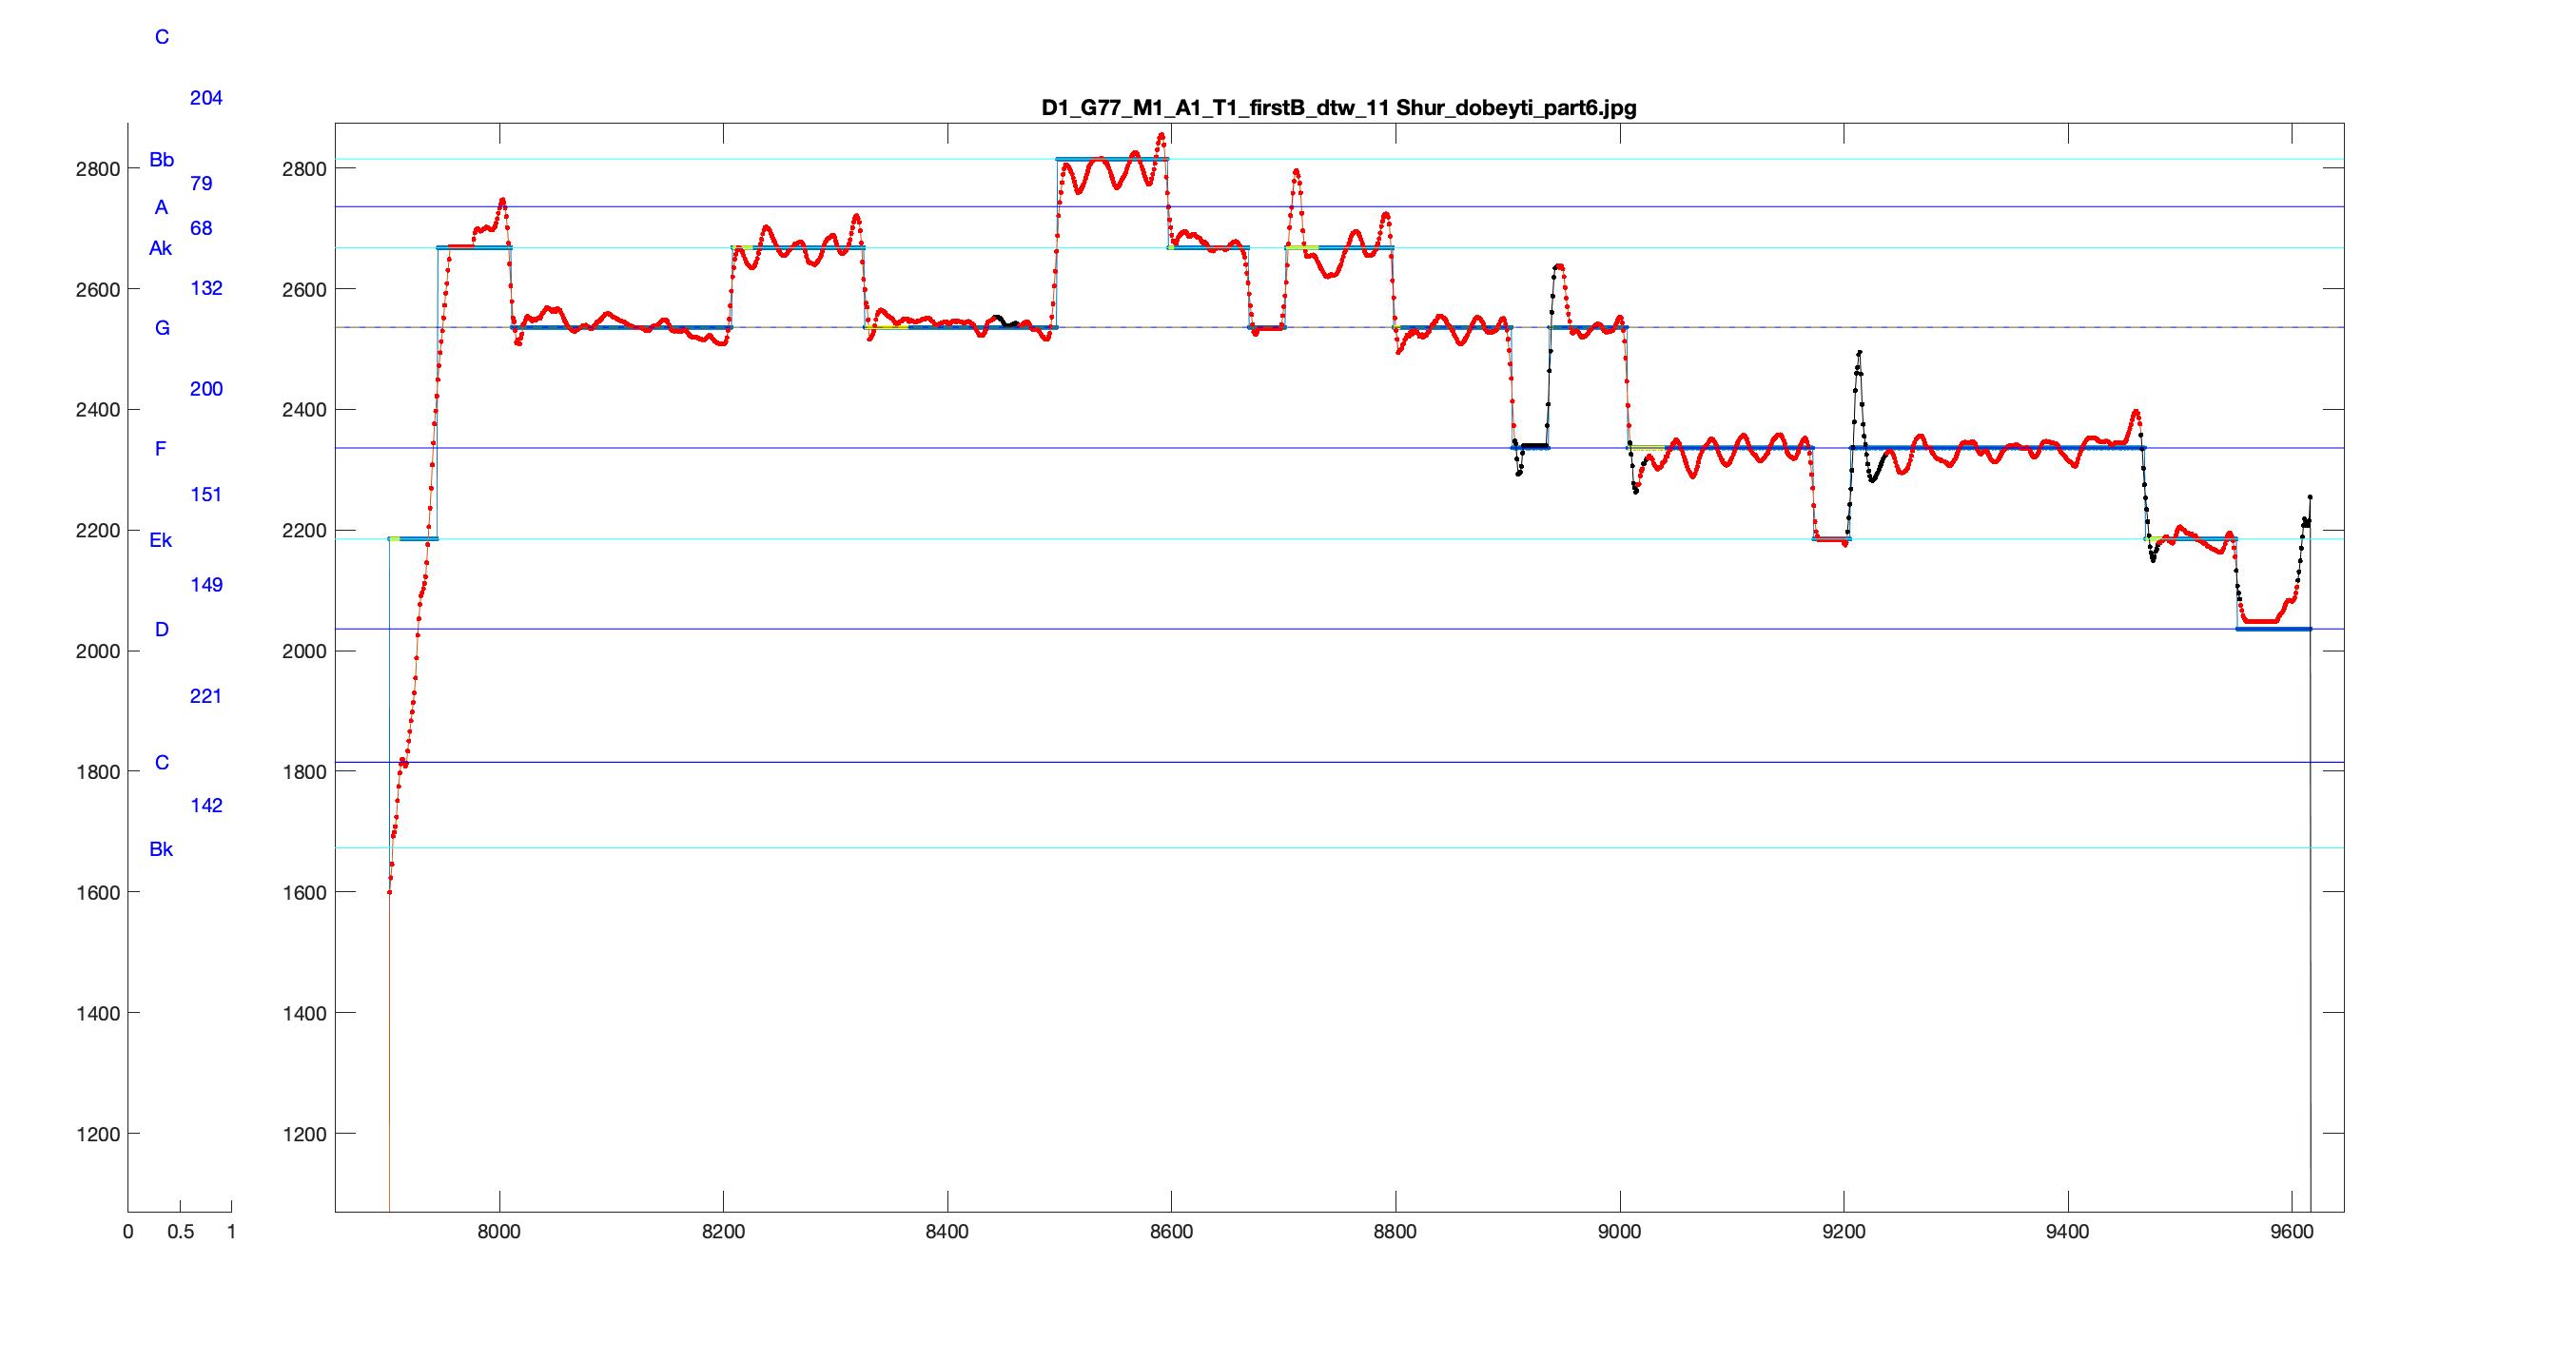 C
204
D1_G77_M1_A1_T1_firstB_dtw_11 Shur_dobeyti_part6.jpg
Bb
2800 2800
79
A
68
Ak
132
2600 2600
G
200
2400 2400
F
151
2200 2200
Ek
149
D
2000 2000
221
C
1800 1800
142
Bk
1600 1600
1400 1400
1200 1200
0 0.5 1 8000 8200 8400 8600 8800 9000 9200 9400 9600